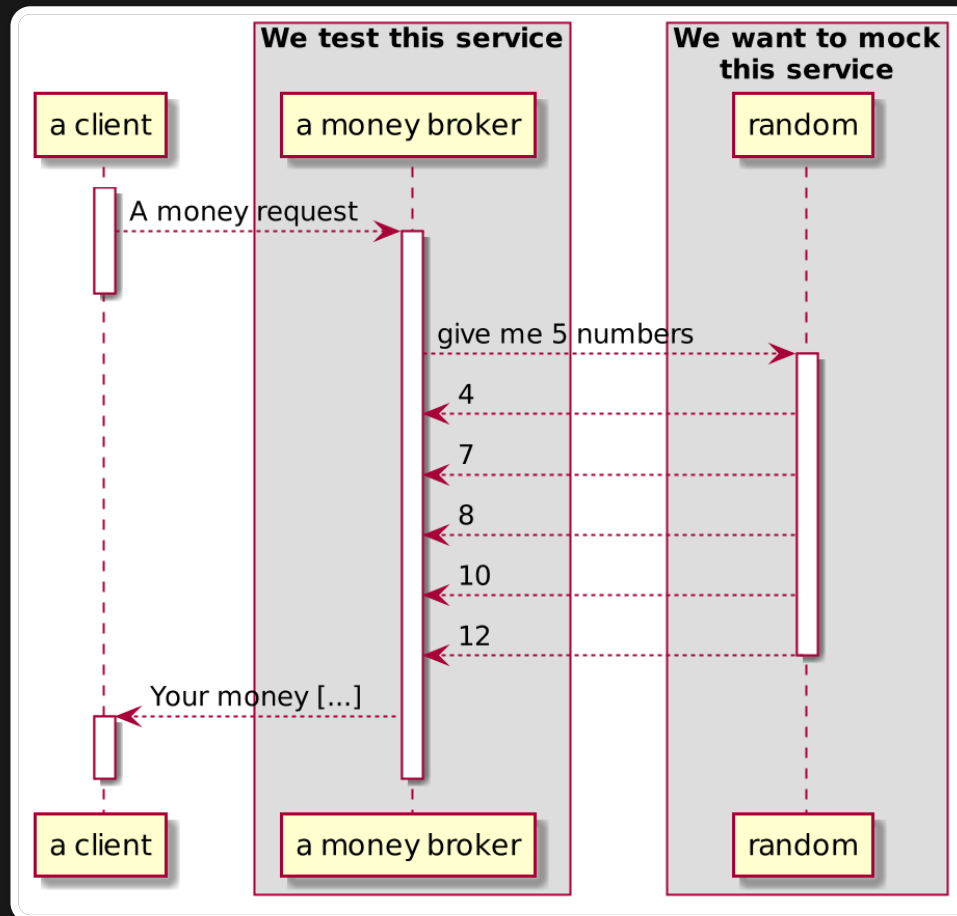 We test this service
We want to mock
this service
a client
a money broker
random
A money request
give me 5 numbers
4
7
8
10
12
Your money [...]
a client
a money broker
random